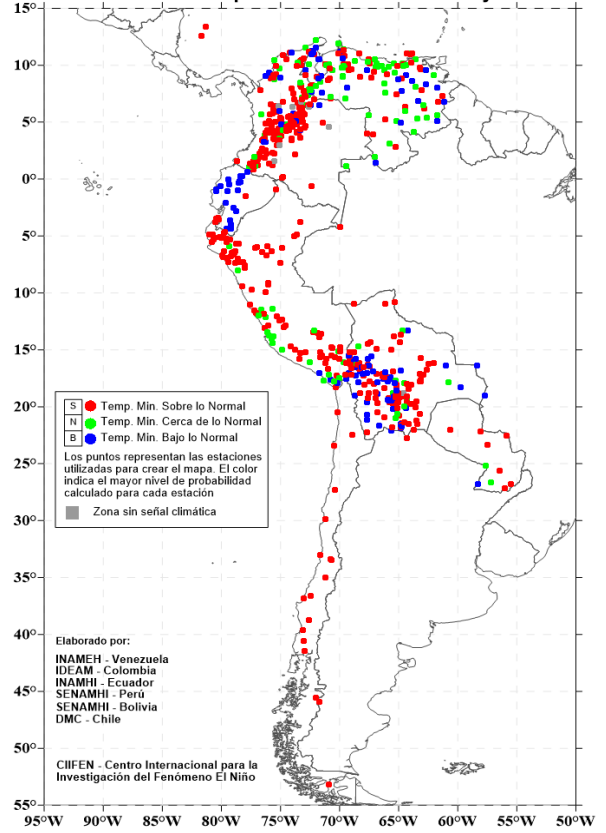 15°
10°
5°
0°
5°
10°
15°
20°
25°
30°
35°
40°
45°
50°
55°
S Temp. Min. Sobre lo Normal
N Temp. Min. Cerca de lo Normal
B Temp. Min. Bajo lo Normal
Los puntos representan las estaciones
utilizadas para crear el mapa. El color
indica el mayor nivel de probabilidad
calculado para cada estación
Zona sin señal climática
Elaborado por:
INAMEH - Venezuela
IDEAM - Colombia
INAMHI - Ecuador
SENAMHI - Perú
SENAMHI - Bolivia
DMC - Chile
CIIFEN - Centro Internacional para la
Investigación del Fenómeno El Niño
95°W 90°W 85°W 80°W 75°W 70°W 65°W 60°W 55°W 50°W